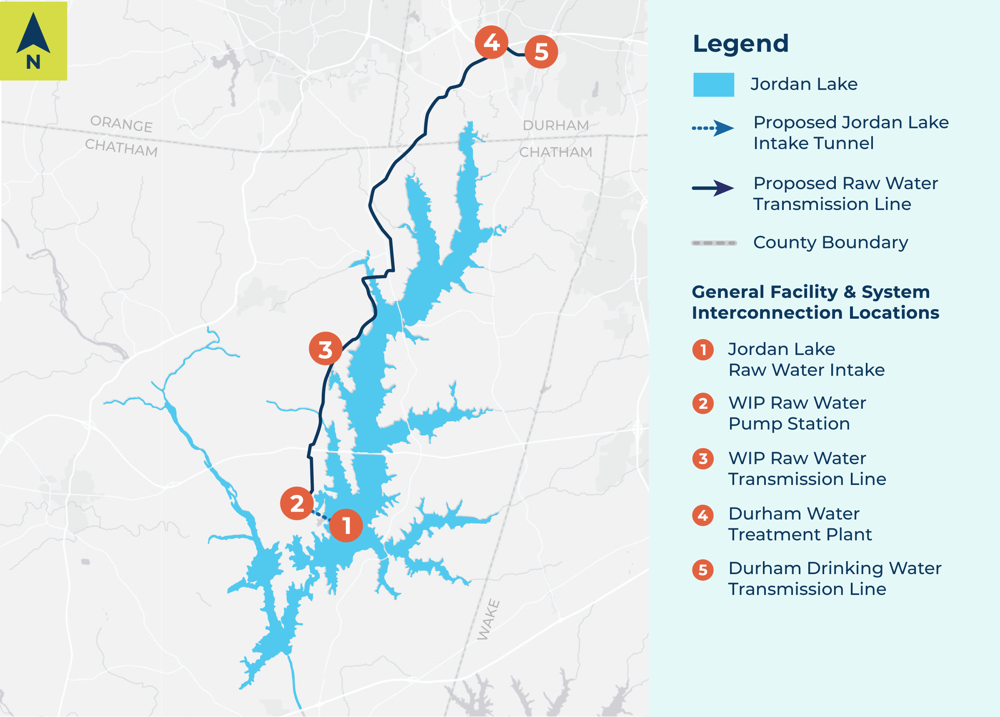 N
4
5
ORANGE
CHATHAM
DURHAM
CHATHAM
3
2
1
WAKE
Legend
Jordan Lake
Proposed Jordan Lake
Intake Tunnel
Proposed Raw Water
Transmission Line
County Boundary
General Facility & System
Interconnection Locations
1 Jordan Lake
Raw Water Intake
2 WIP Raw Water
Pump Station
3 WIP Raw Water
Transmission Line
4 Durham Water
Treatment Plant
5 Durham Drinking Water
Transmission Line